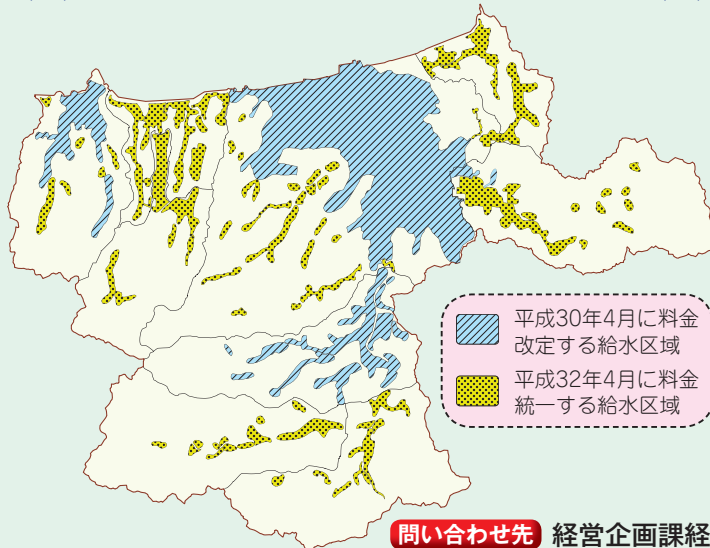 平成30年4月に料金
改定する給水区域
平成32年4月に料金
統一する給水区域
問い合わせ先 経営企画課経